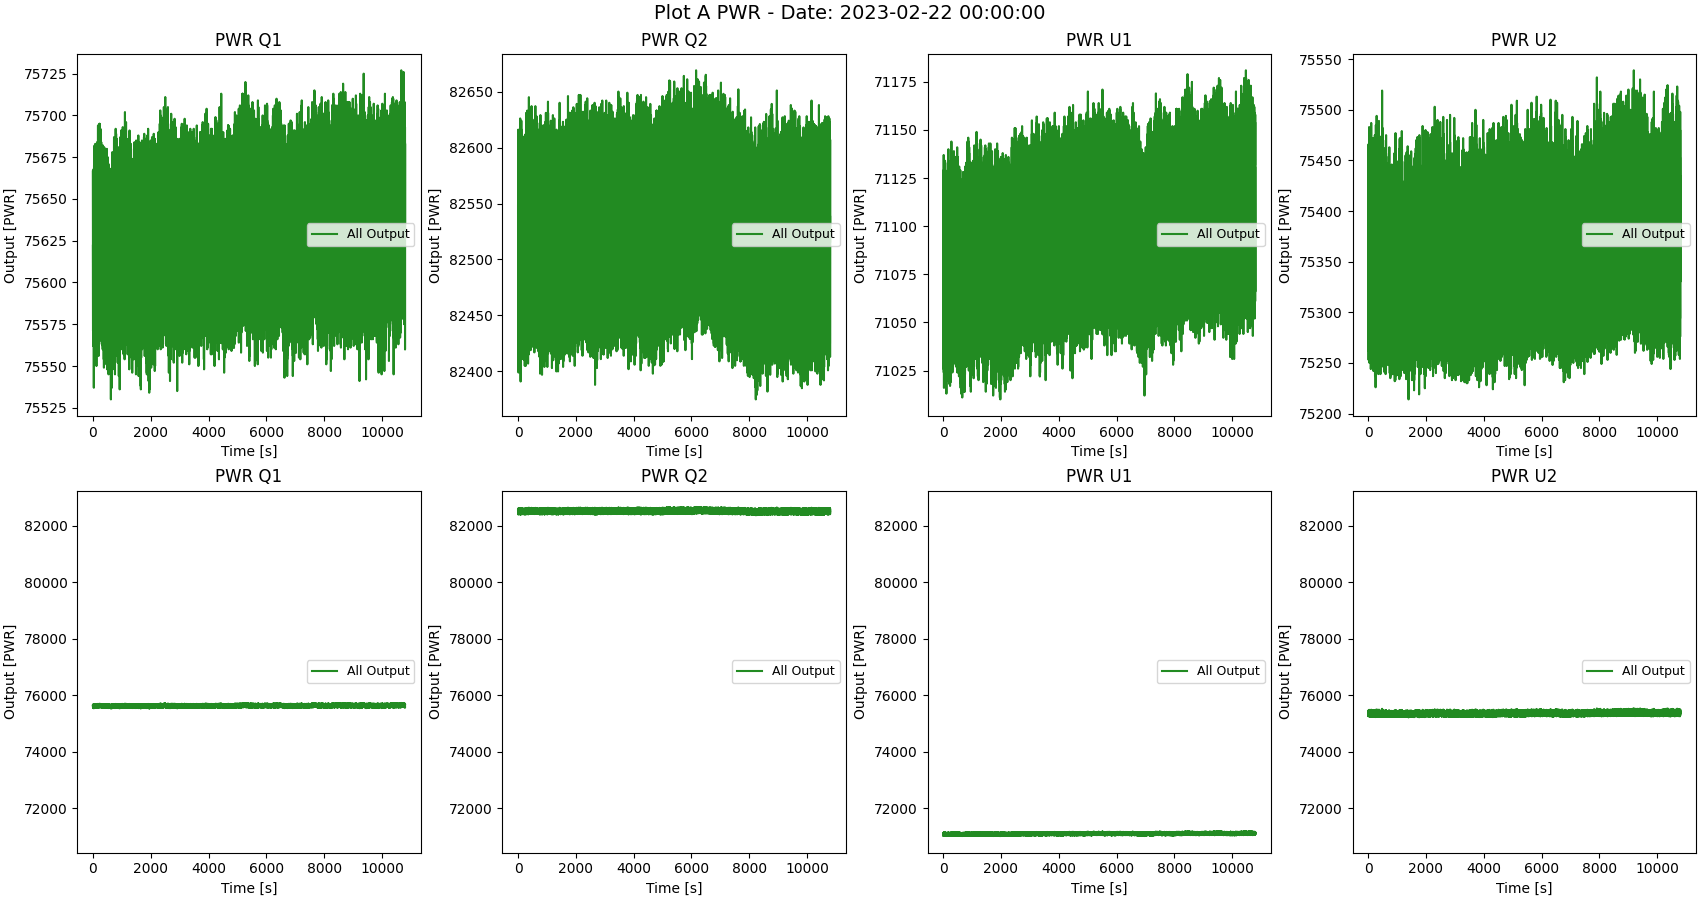 Plot A PWR - Date: 2023-02-22 00:00:00
PWR Q1
75725
75700
75675
75650
75625
75600
75575
75550
75525
Output [PWR]
All Output
0 2000 4000 6000 8000 10000
Time [s]
PWR Q2
82650
82600
82550
82500
82450
82400
Output [PWR]
All Output
0 2000 4000 6000 8000 10000
Time [s]
PWR U1
71175
71150
71125
71100
71075
71050
71025
Output [PWR]
All Output
0 2000 4000 6000 8000 10000
Time [s]
PWR U2
75550
75500
75450
75400
75350
75300
75250
75200
Output [PWR]
All Output
0 2000 4000 6000 8000 10000
Time [s]
PWR Q1
82000
80000
78000
76000
74000
72000
Output [PWR]
All Output
0 2000 4000 6000 8000 10000
Time [s]
PWR Q2
82000
80000
78000
76000
74000
72000
Output [PWR]
All Output
0 2000 4000 6000 8000 10000
Time [s]
PWR U1
82000
80000
78000
76000
74000
72000
Output [PWR]
All Output
0 2000 4000 6000 8000 10000
Time [s]
PWR U2
82000
80000
78000
76000
74000
72000
Output [PWR]
All Output
0 2000 4000 6000 8000 10000
Time [s]